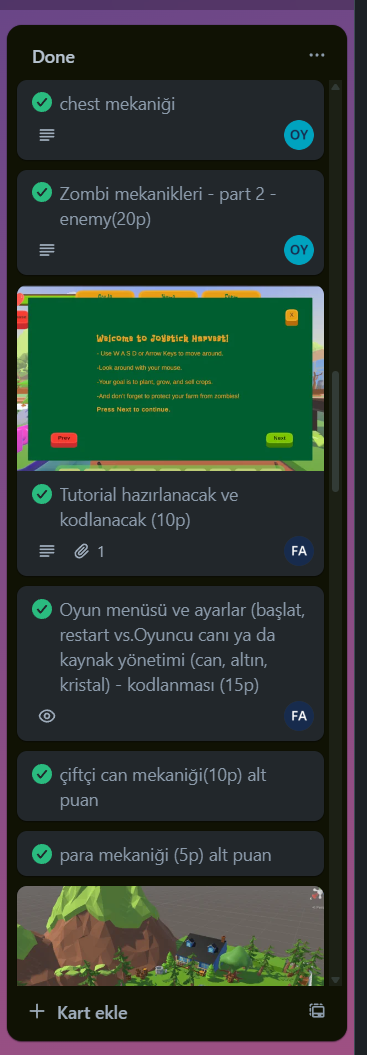 Done
chest mekaniği
OY
Zombi mekanikleri - part 2 -
enemy(20p)
OY
X
Welcome to Joystick Harvest!
- Use W A S D or Arrow Keys to move around.
-Look around with your mouse.
-Your goal is to plant, grow, and sell crops.
-And don't forget to protect your farm from zombies!
Press Next to continue.
Prev
Next
Tutorial hazırlanacak ve
kodlanacak (10p)
1
FA
Oyun menüsü ve ayarlar (başlat,
restart vs.Oyuncu canı ya da
kaynak yönetimi (can, altın,
kristal) - kodlanması (15p)
FA
çiftçi can mekaniği(10p) alt
puan
para mekaniği (5p) alt puan
Kart ekle